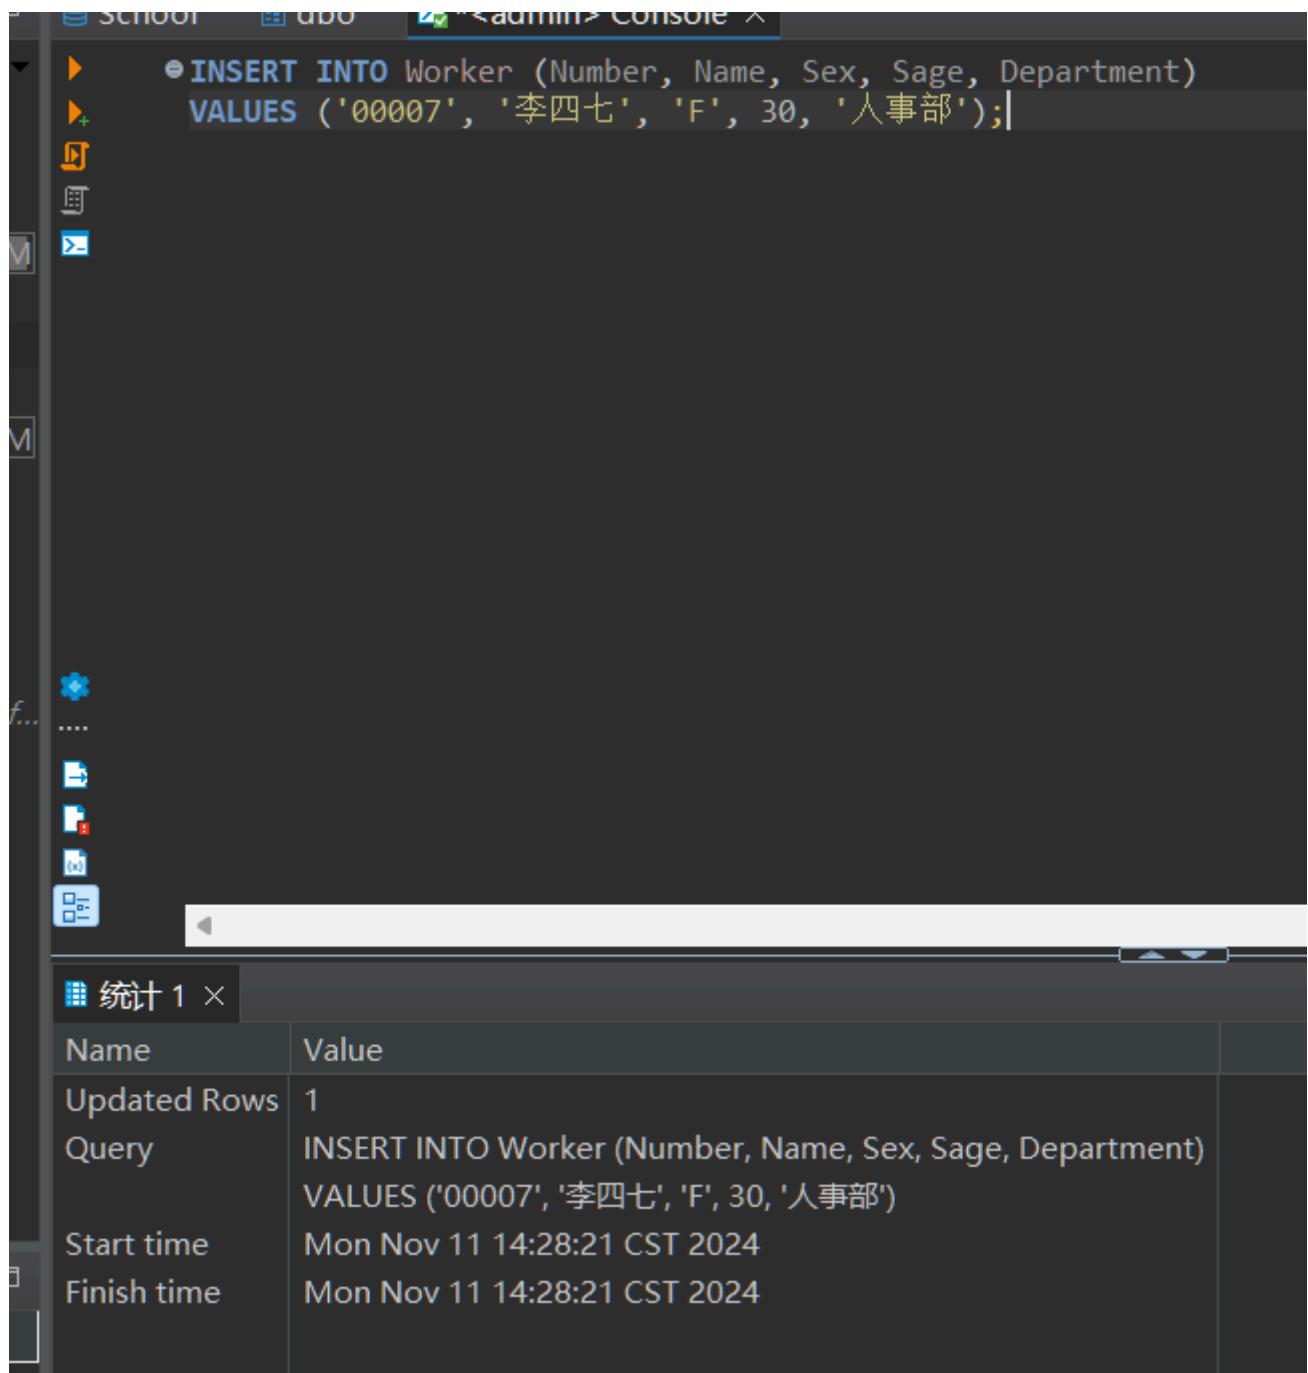 School dbo *<admin> Console
INSERT INTO Worker (Number, Name, Sex, Sage, Department)
VALUES ('00007', '李四七', 'F', 30, '人事部');
M
M
f...
统计 1
Name Value
Updated Rows 1
Query INSERT INTO Worker (Number, Name, Sex, Sage, Department)
VALUES ('00007', '李四七', 'F', 30, '人事部')
Start time Mon Nov 11 14:28:21 CST 2024
Finish time Mon Nov 11 14:28:21 CST 2024